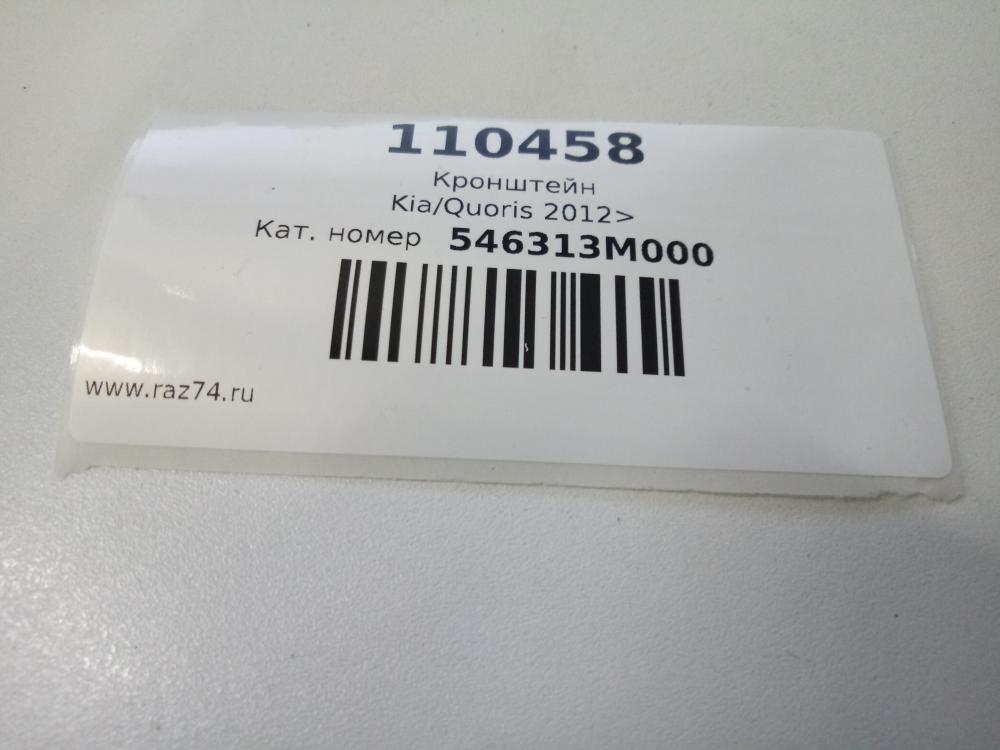 110458
Кронштейн
Kia/Quoris 2012>
Кат. номер 546313M000
www.raz74.ru